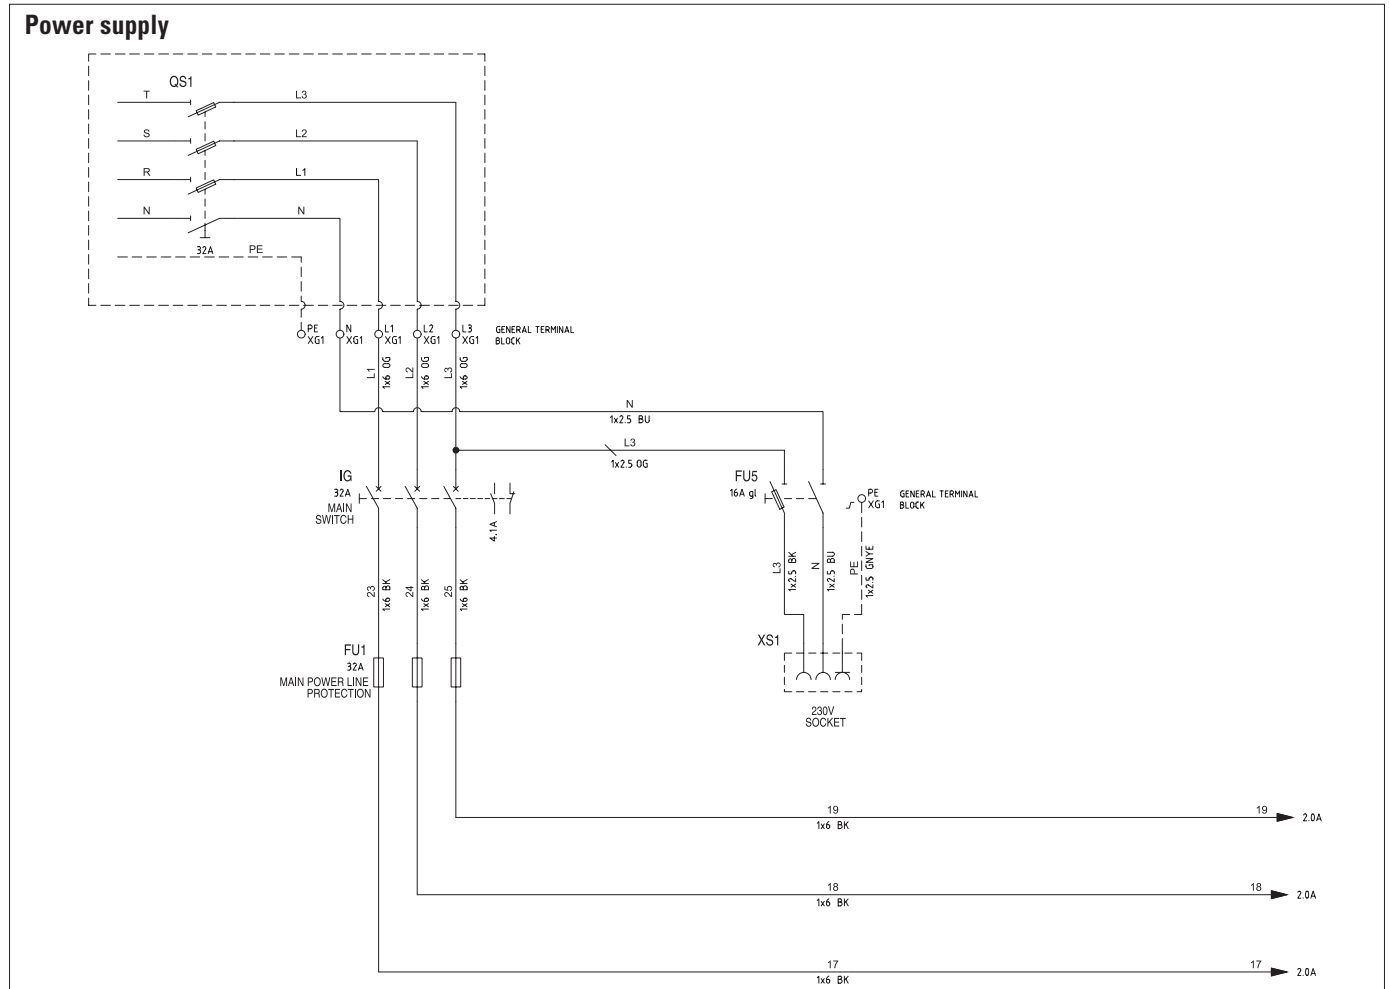 Power supply
QS1
T
L3
S
L2
R
L1
N
N
32A
PE
PE
XG1
N
XG1
L1
XG1
L2
XG1
L3
XG1
GENERAL TERMINAL
BLOCK
L1
1x6 OG
L2
1x6 OG
L3
1x6 OG
N
1x2.5 BU
L3
1x2.5 OG
IG
32A
MAIN
SWITCH
4.1A
FU5
16A gl
PE
XG1
GENERAL TERMINAL
BLOCK
L3
1x2.5 BK
N
1x2.5 BU
PE
1x2.5 GNYE
23
1x6 BK
24
1x6 BK
25
1x6 BK
FU1
32A
MAIN POWER LINE
PROTECTION
XS1
230V
SOCKET
19
1x6 BK
19
2.0A
18
1x6 BK
18
2.0A
17
1x6 BK
17
2.0A